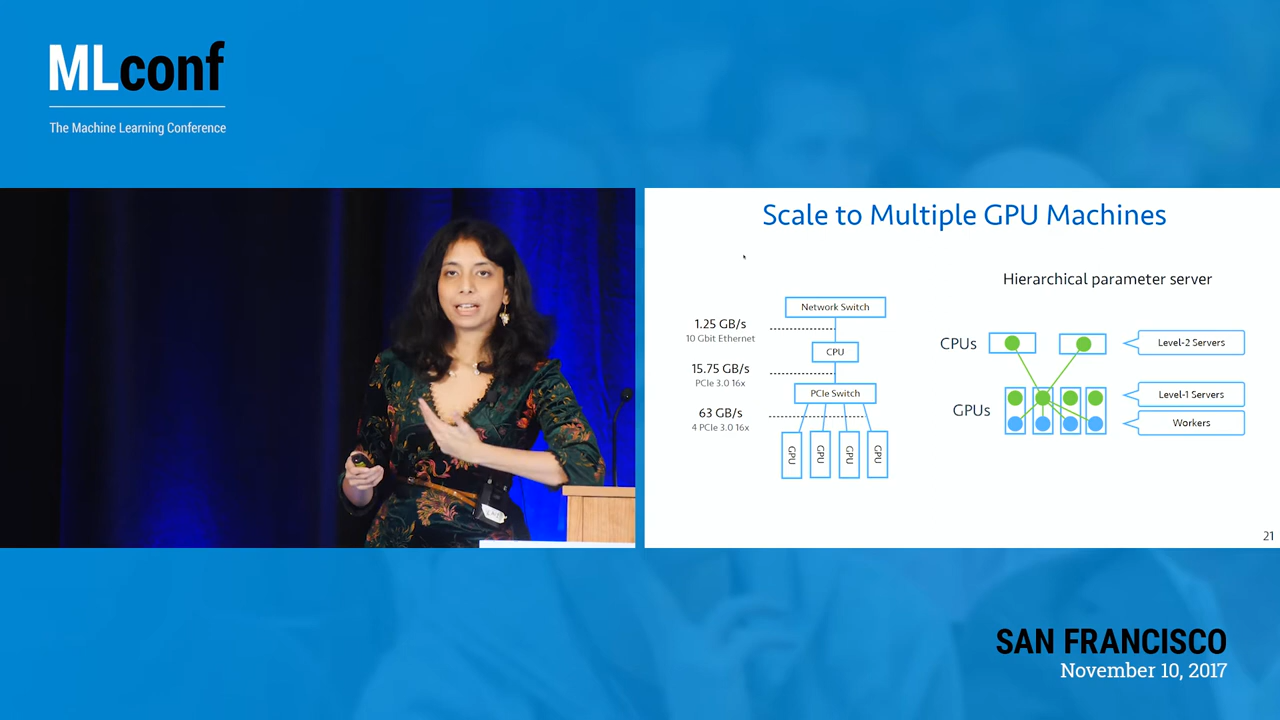 MLconf
The Machine Learning Conference
Scale to Multiple GPU Machines
Hierarchical parameter server
Network Switch
1.25 GB/s
10 Gbit Ethernet
CPU
15.75 GB/s
PCIe 3.0 16x
PCIe Switch
63 GB/s
4 PCIe 3.0 16x
GPU
GPU
GPU
GPU
CPUs
Level-2 Servers
GPUs
Level-1 Servers
Workers
21
SAN FRANCISCO
November 10, 2017